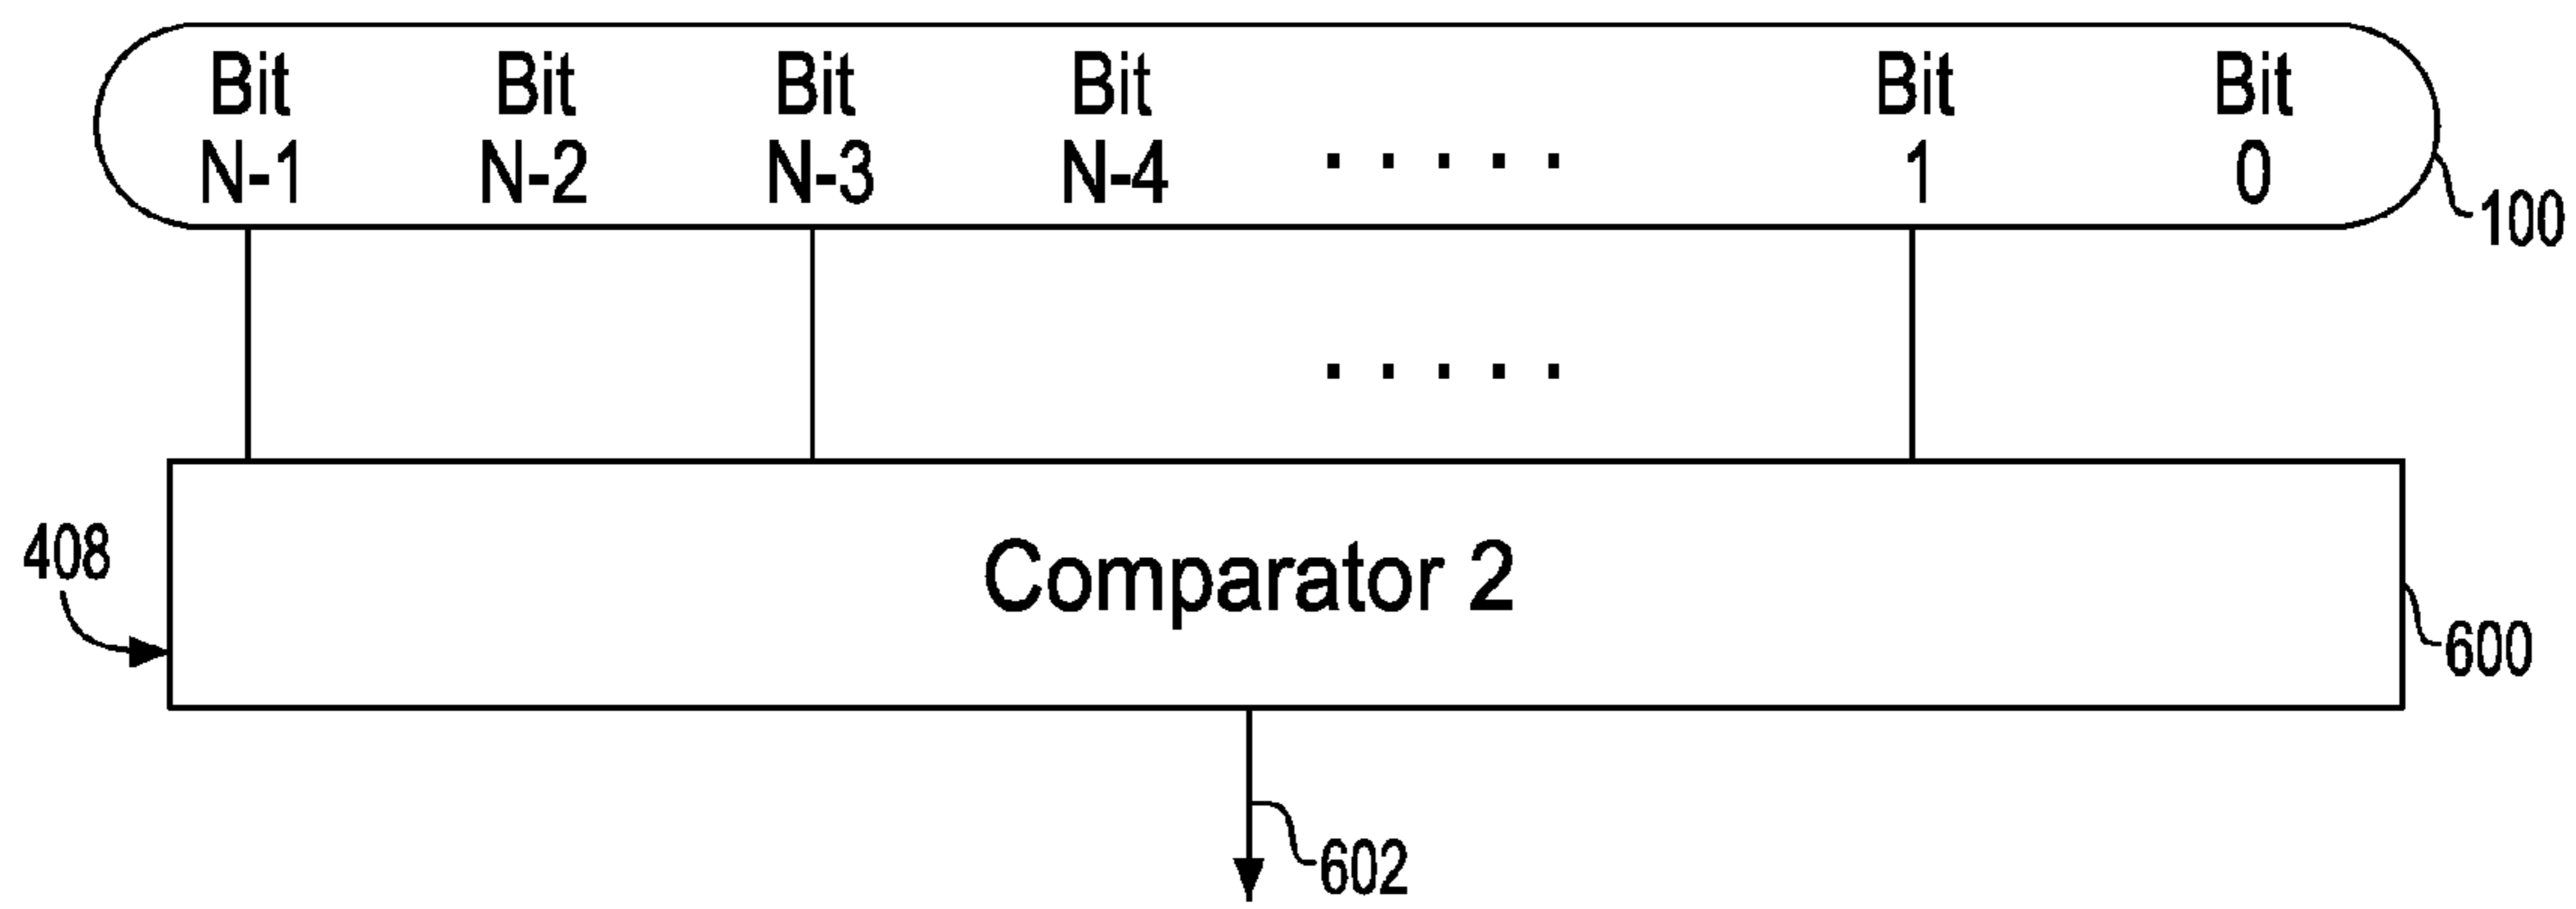 Bit Bit Bit Bit Bit Bit
N-1 N-2 N-3 N-4 ..... 1 0
100
.....
408
Comparator 2
600
602